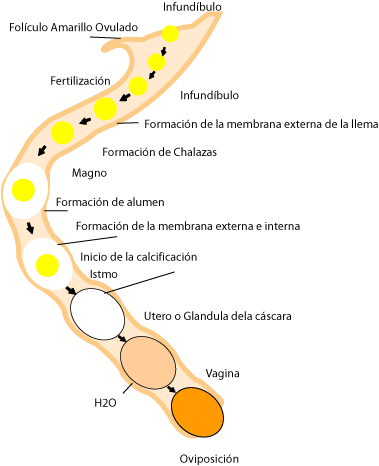 Infundíbulo
Folículo Amarillo Ovulado
Fertilización
Infundíbulo
Formación de la membrana externa de la llema
Formación de Chalazas
Magno
Formación de alumen
Formación de la membrana externa e interna
Inicio de la calcificación
Istmo
Utero o Glandula dela cáscara
Vagina
H2O
Oviposición